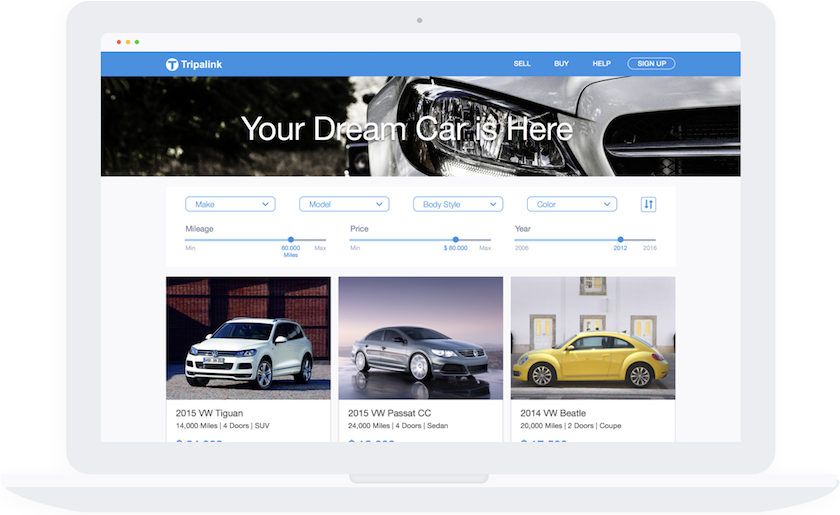 Tripalink
SELL BUY HELP SIGN UP
Your Dream Car is Here
Make Model Body Style Color
Mileage Price Year
Min 80.000 Miles Max Min $ 80.000 Max 2006 2012 2016
2015 VW Tiguan 2015 VW Passat CC 2014 VW Beatle
14,000 Miles | 4 Doors | SUV 24,000 Miles | 4 Doors | Sedan 20,000 Miles | 2 Doors | Coupe